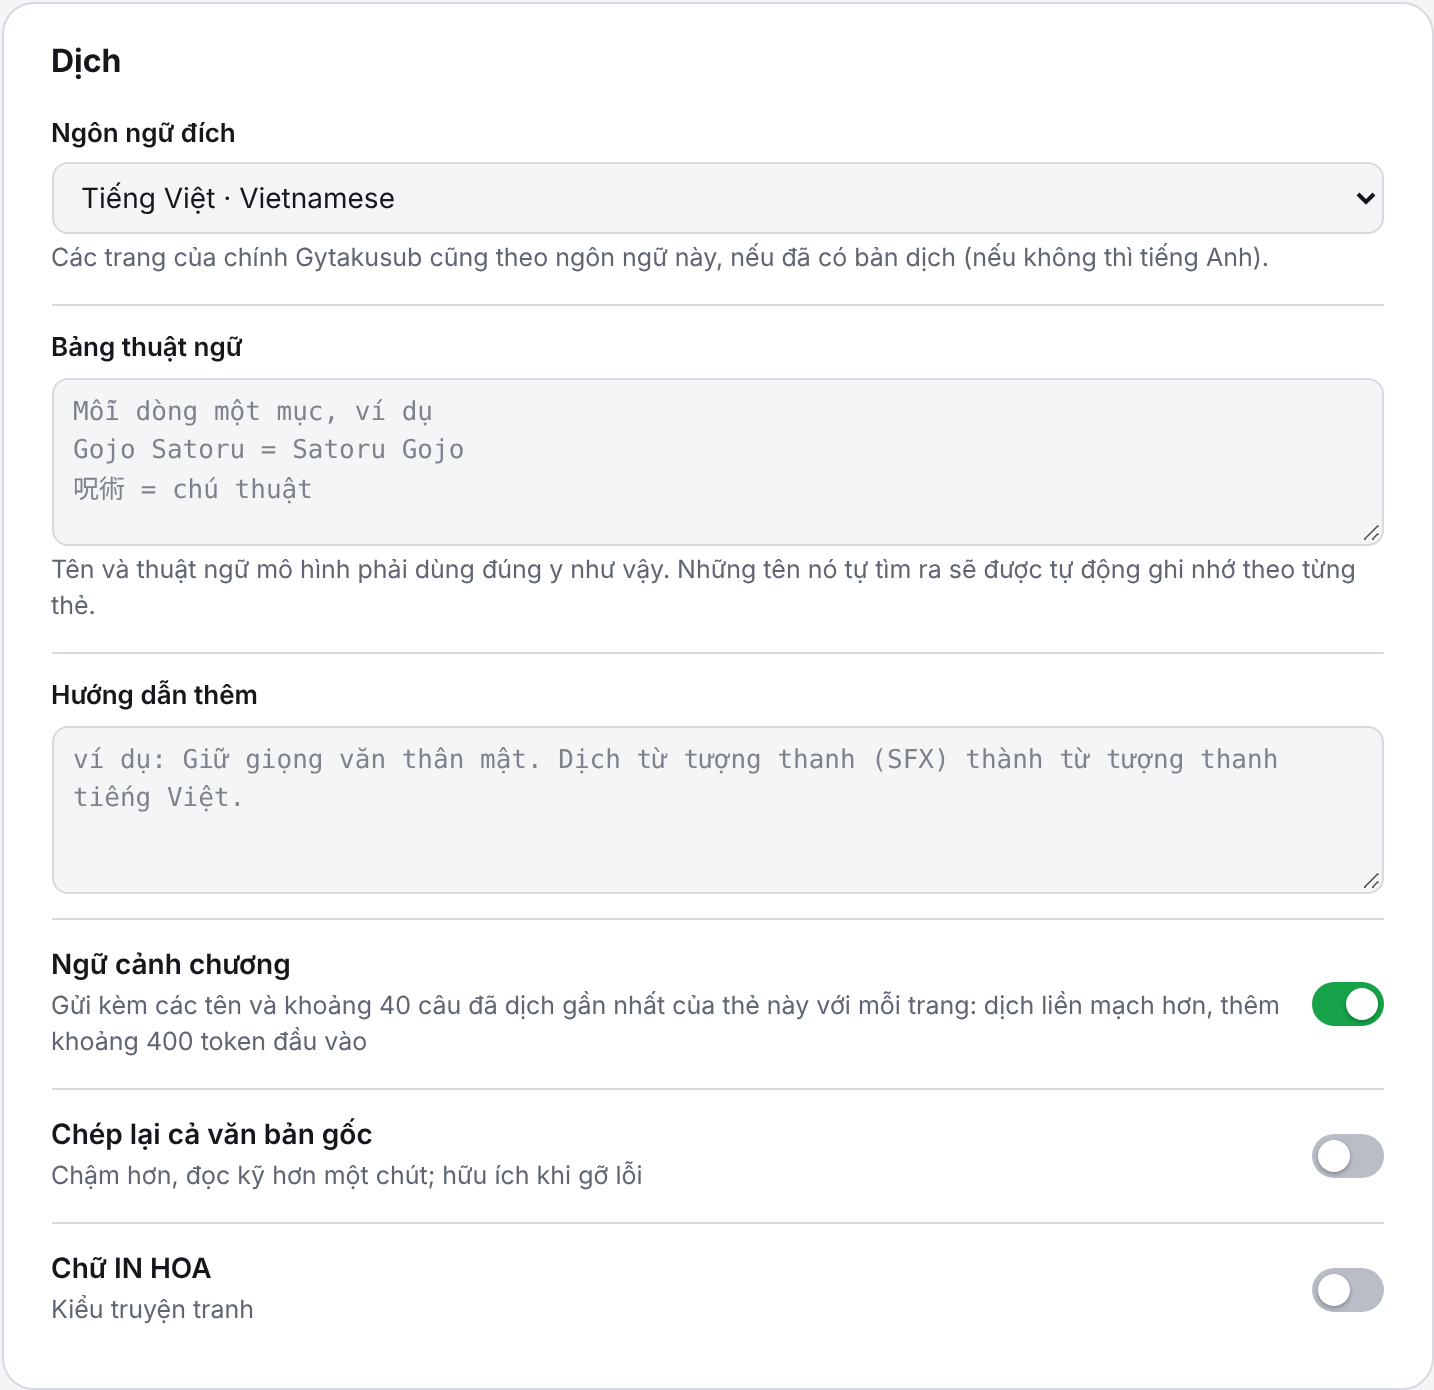 Dịch
Ngôn ngữ đích
Tiếng Việt · Vietnamese
Các trang của chính Gytakusub cũng theo ngôn ngữ này, nếu đã có bản dịch (nếu không thì tiếng Anh).
Bảng thuật ngữ
Mỗi dòng một mục, ví dụ
Gojo Satoru = Satoru Gojo
呪術 = chú thuật
Tên và thuật ngữ mô hình phải dùng đúng y như vậy. Những tên nó tự tìm ra sẽ được tự động ghi nhớ theo từng
thẻ.
Hướng dẫn thêm
ví dụ: Giữ giọng văn thân mật. Dịch từ tượng thanh (SFX) thành từ tượng thanh
tiếng Việt.
Ngữ cảnh chương
Gửi kèm các tên và khoảng 40 câu đã dịch gần nhất của thẻ này với mỗi trang: dịch liền mạch hơn, thêm
khoảng 400 token đầu vào
Chép lại cả văn bản gốc
Chậm hơn, đọc kỹ hơn một chút; hữu ích khi gỡ lỗi
Chữ IN HOA
Kiểu truyện tranh